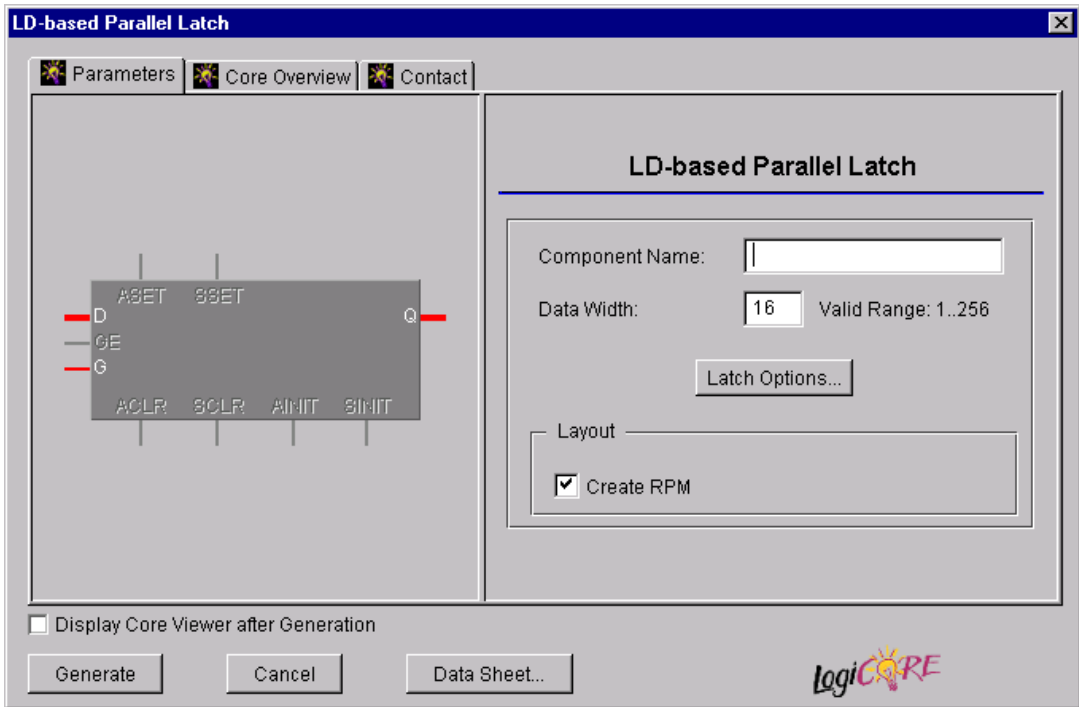 LD-based Parallel Latch
Parameters Core Overview Contact
LD-based Parallel Latch
Component Name:
Data Width: 16 Valid Range: 1..256
Latch Options...
Layout
Create RPM
ASET SSET
D Q
GE
G
ACLR SCLR AINIT SINIT
Display Core Viewer after Generation
Generate Cancel Data Sheet...
LogiCORE